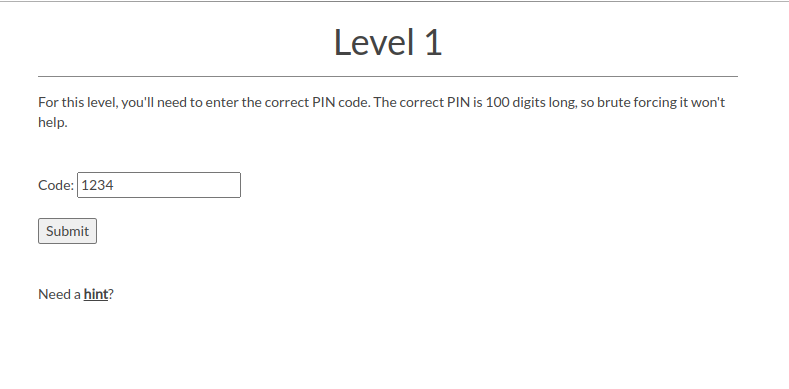 Level 1
For this level, you'll need to enter the correct PIN code. The correct PIN is 100 digits long, so brute forcing it won't
help.
Code: 1234
Submit
Need a hint?